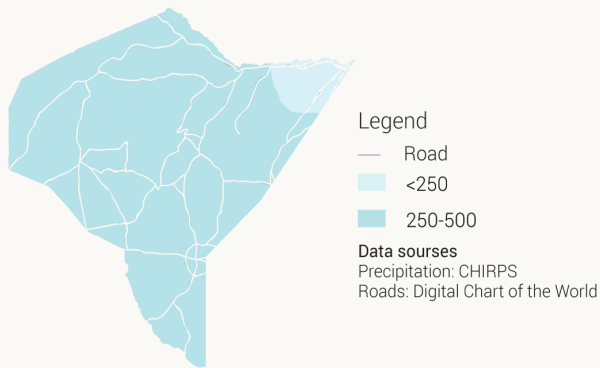 Legend
Road
<250
250-500
Data sourses
Precipitation: CHIRPS
Roads: Digital Chart of the World